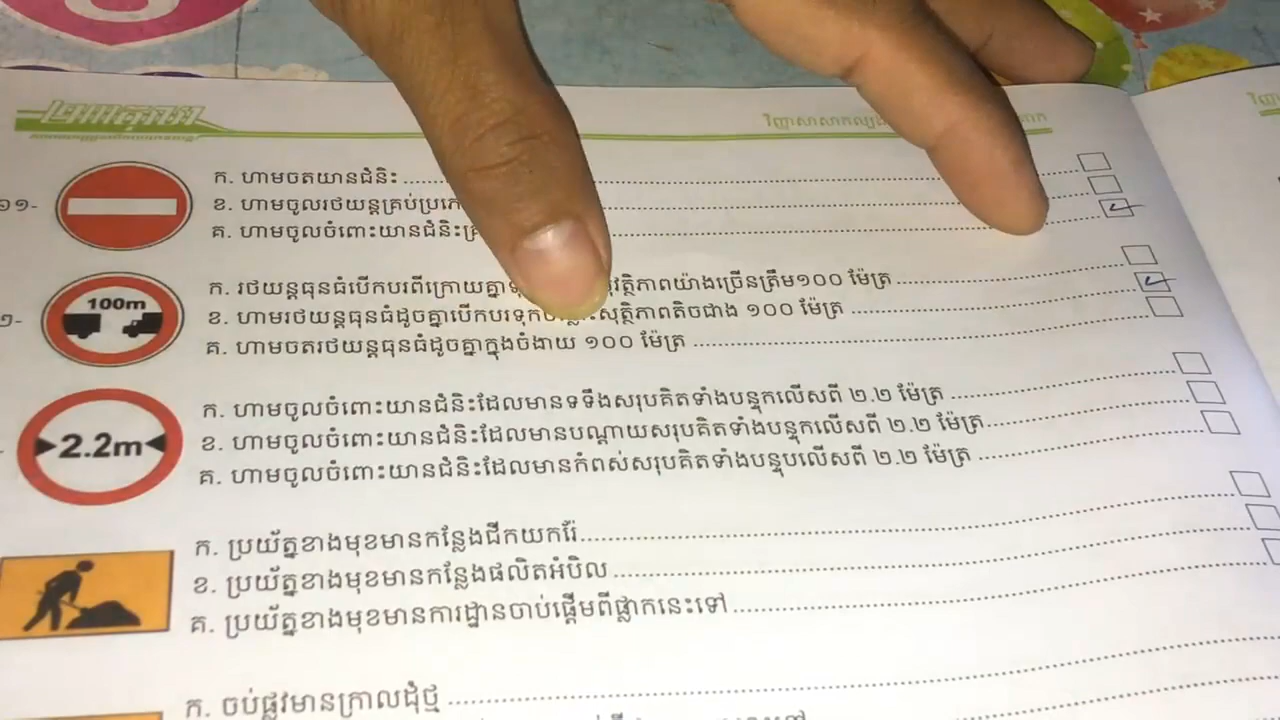 ១១-
ក. ហាមចតយានជំនិះ
ខ. ហាមចូលរថយន្តគ្រប់
គ. ហាមចូលចំពោះយានជំនិះ
100m
ក. រថយន្តធុនធំបើកបរពីក្រោយគ្នា យ៉ាងច្រើនត្រឹម១០០ ម៉ែត្រ
ខ. ហាមរថយន្តធុនធំដូចគ្នាបើកបរទុក សុត្ថិភាពតិចជាង ១០០ ម៉ែត្រ
គ. ហាមចតរថយន្តធុនធំដូចគ្នាក្នុងចំងាយ ១០០ ម៉ែត្រ
2.2m
ក. ហាមចូលចំពោះយានជំនិះដែលមានទទឹងសរុបគិតទាំងបន្ទុកលើសពី ២.២ ម៉ែត្រ
ខ. ហាមចូលចំពោះយានជំនិះដែលមានបណ្តាយសរុបគិតទាំងបន្ទុកលើសពី ២.២ ម៉ែត្រ
គ. ហាមចូលចំពោះយានជំនិះដែលមានកំពស់សរុបគិតទាំងបន្ទុបលើសពី ២.២ ម៉ែត្រ
ក. ប្រយ័ត្នខាងមុខមានកន្លែងជីកយករ៉ែ
ខ. ប្រយ័ត្នខាងមុខមានកន្លែងផលិតអំបិល
គ. ប្រយ័ត្នខាងមុខមានការដ្ឋានចាប់ផ្តើមពីផ្លាកនេះទៅ
ក. ចប់ផ្លូវមានក្រាលដុំថ្ម